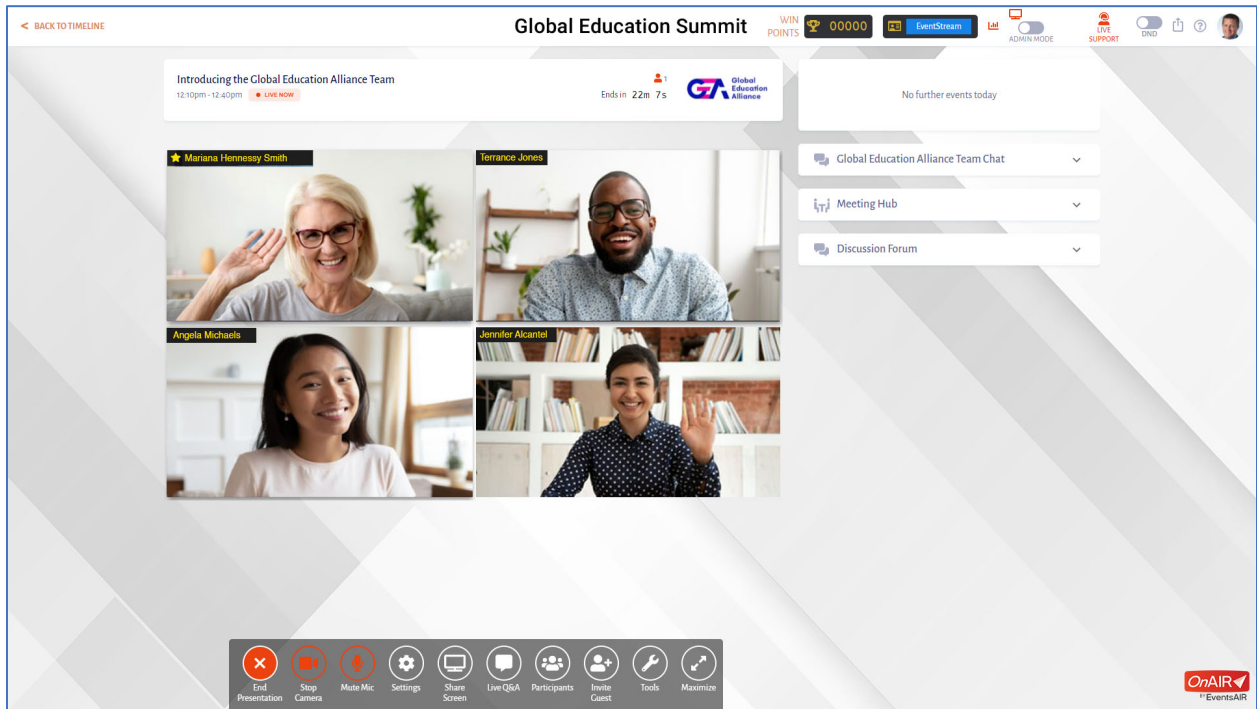 < BACK TO TIMELINE
Global Education Summit
WIN
POINTS
00000
EventStream
ADMIN MODE
LIVE
SUPPORT
DND
Introducing the Global Education Alliance Team
12:10pm - 12:40pm
LIVE NOW
1
Ends in 22m 7s
GEA
Global
Education
Alliance
No further events today
Mariana Hennessy Smith
Terrance Jones
Angela Michaels
Jennifer Alcantel
Global Education Alliance Team Chat
Meeting Hub
Discussion Forum
End
Presentation
Stop
Camera
Mute Mic
Settings
Share
Screen
Live Q&A
Participants
Invite
Guest
Tools
Maximize
OnAIR
BY EventsAIR